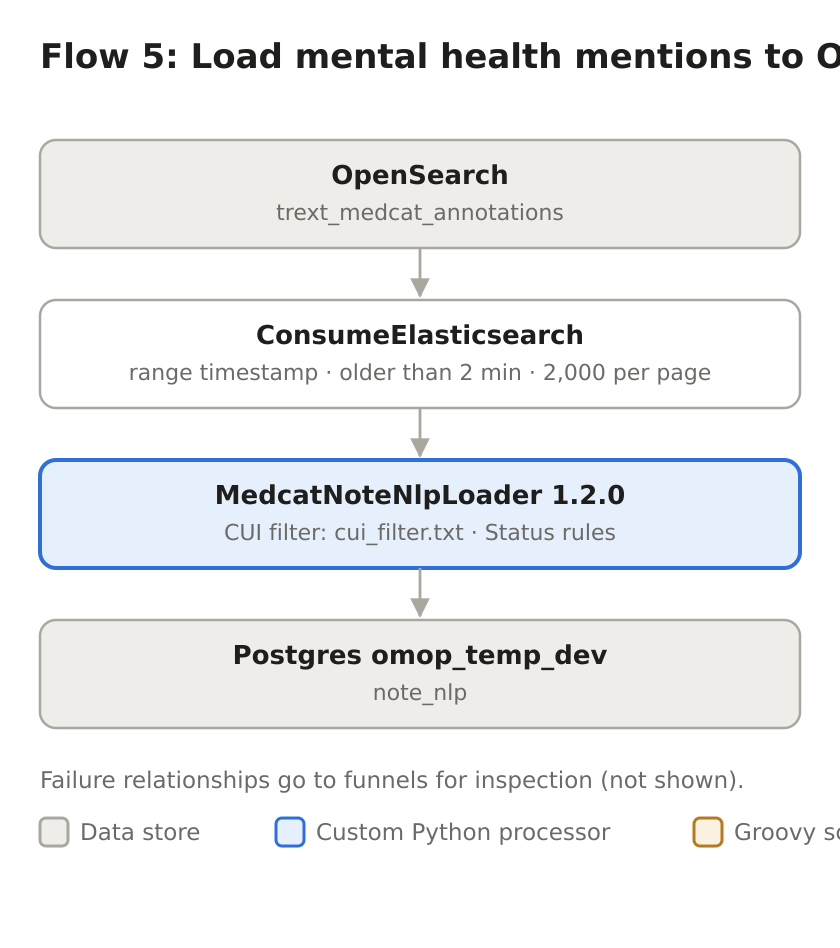 Flow 5: Load mental health mentions to
OpenSearch
trext_medcat_annotations
ConsumeElasticsearch
range timestamp · older than 2 min · 2,000 per page
MedcatNoteNlpLoader 1.2.0
CUI filter: cui_filter.txt · Status rules
Postgres omop_temp_dev
note_nlp
Failure relationships go to funnels for inspection (not shown).
Data store
Custom Python processor
Groovy